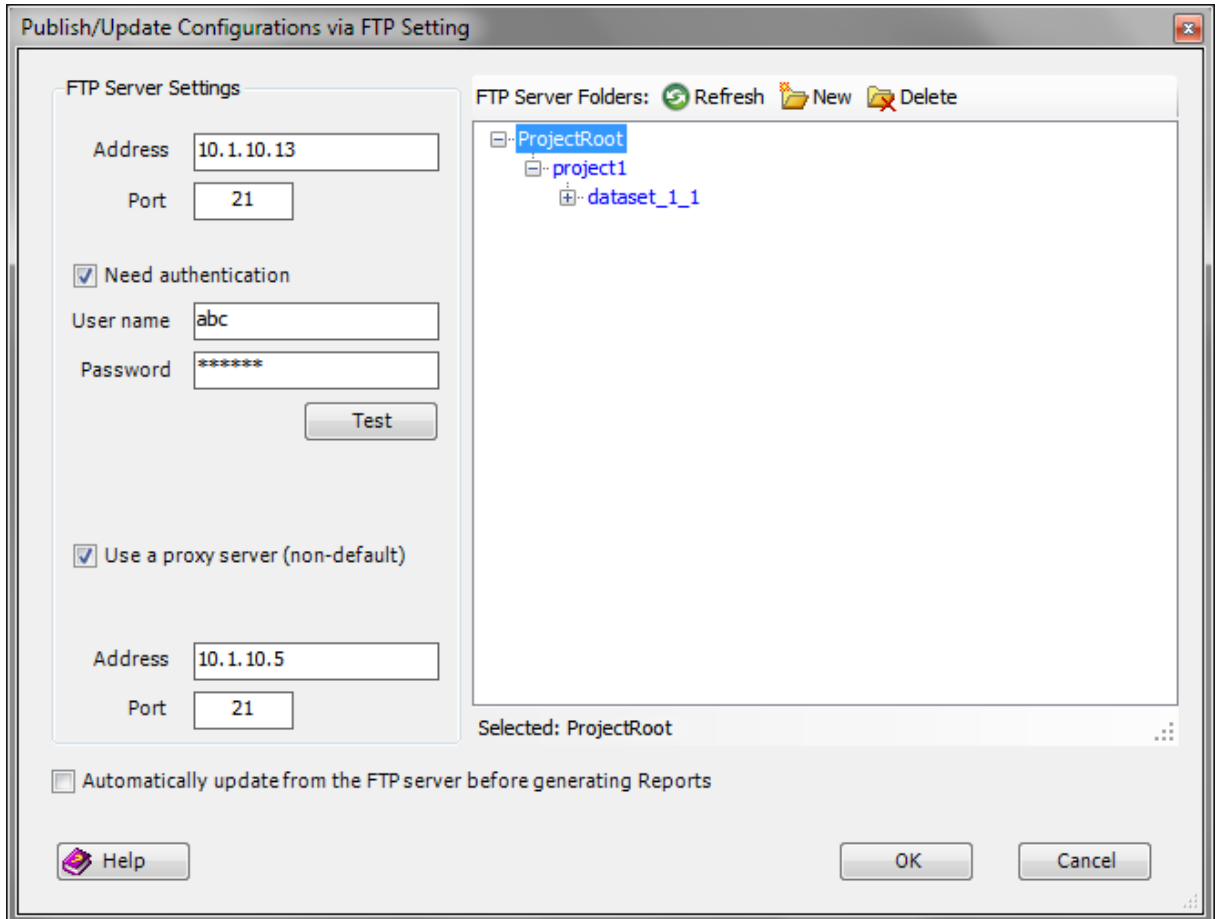 Publish/Update Configurations via FTP Setting
FTP Server Settings
Address 10.1.10.13
Port 21
Need authentication
User name abc
Password ******
Test
Use a proxy server (non-default)
Address 10.1.10.5
Port 21
FTP Server Folders: Refresh New Delete
ProjectRoot
project1
dataset_1_1
Selected: ProjectRoot
Automatically update from the FTP server before generating Reports
Help OK Cancel